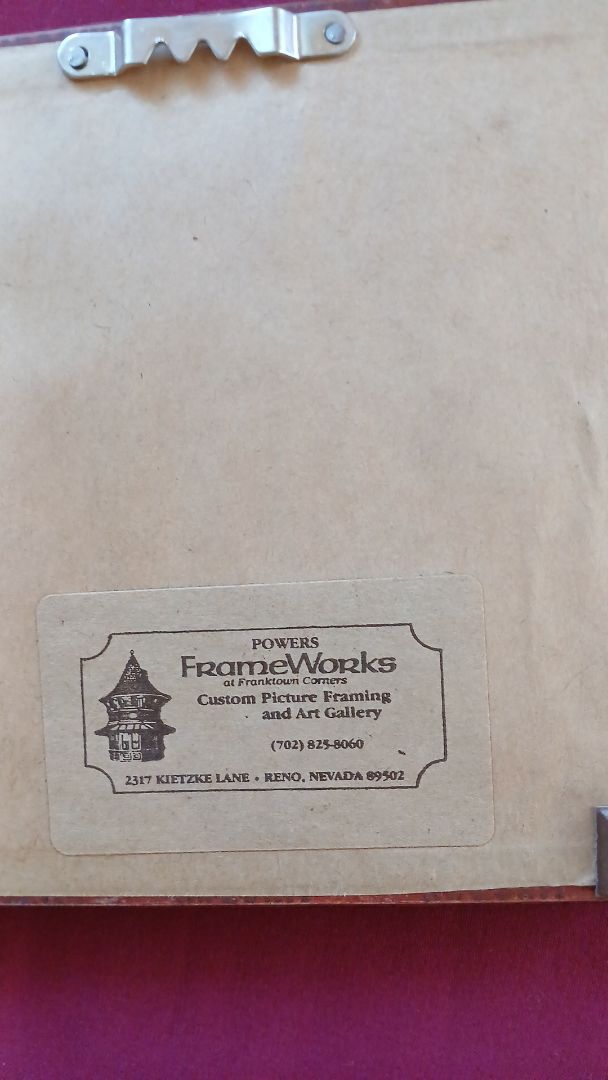 POWERS
FRAMEWORKS
at Franktown Corners
Custom Picture Framing
and Art Gallery
(702) 825-8060
2317 KIETZKE LANE • RENO, NEVADA 89502